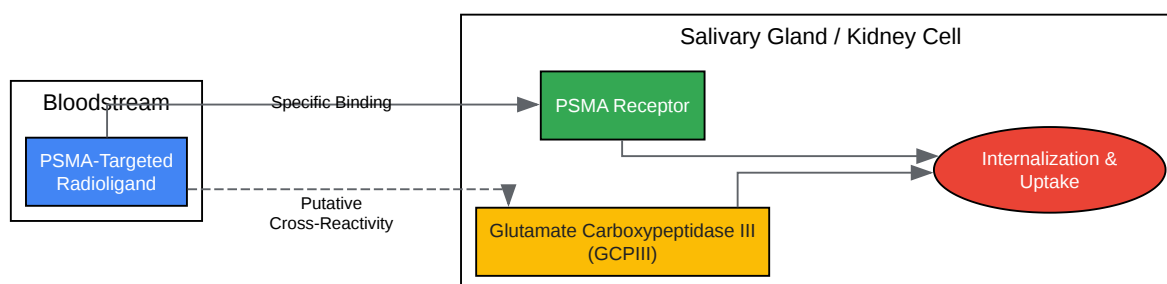 Salivary Gland / Kidney Cell
Bloodstream
Specific Binding
PSMA Receptor
PSMA-Targeted
Radioligand
Internalization &
Uptake
Putative
Cross-Reactivity
Glutamate Carboxypeptidase III
(GCPIII)